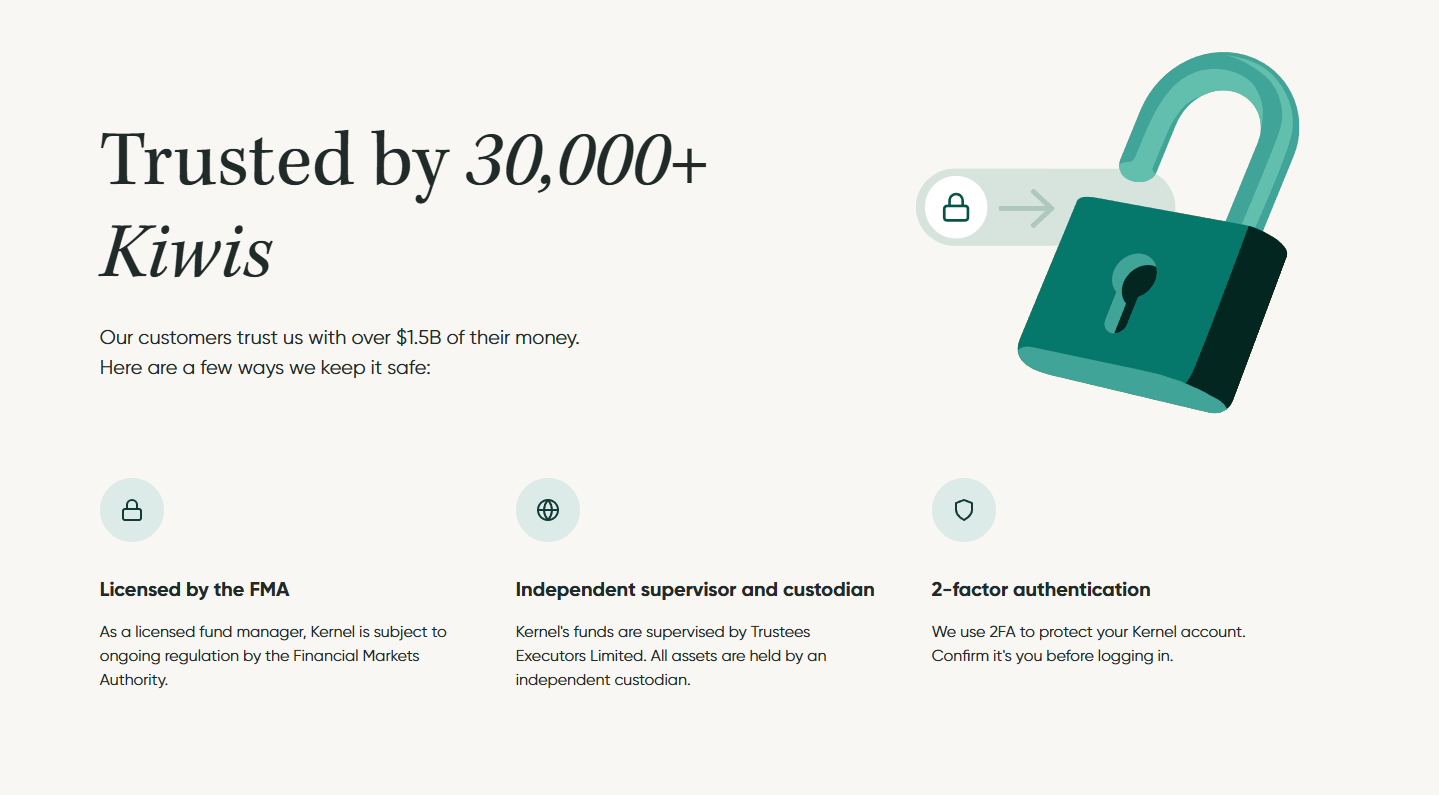 Trusted by 30,000+
Kiwis
Our customers trust us with over $1.5B of their money.
Here are a few ways we keep it safe:
Licensed by the FMA
As a licensed fund manager, Kernel is subject to
ongoing regulation by the Financial Markets
Authority.
Independent supervisor and custodian
Kernel's funds are supervised by Trustees
Executors Limited. All assets are held by an
independent custodian.
2-factor authentication
We use 2FA to protect your Kernel account.
Confirm it's you before logging in.